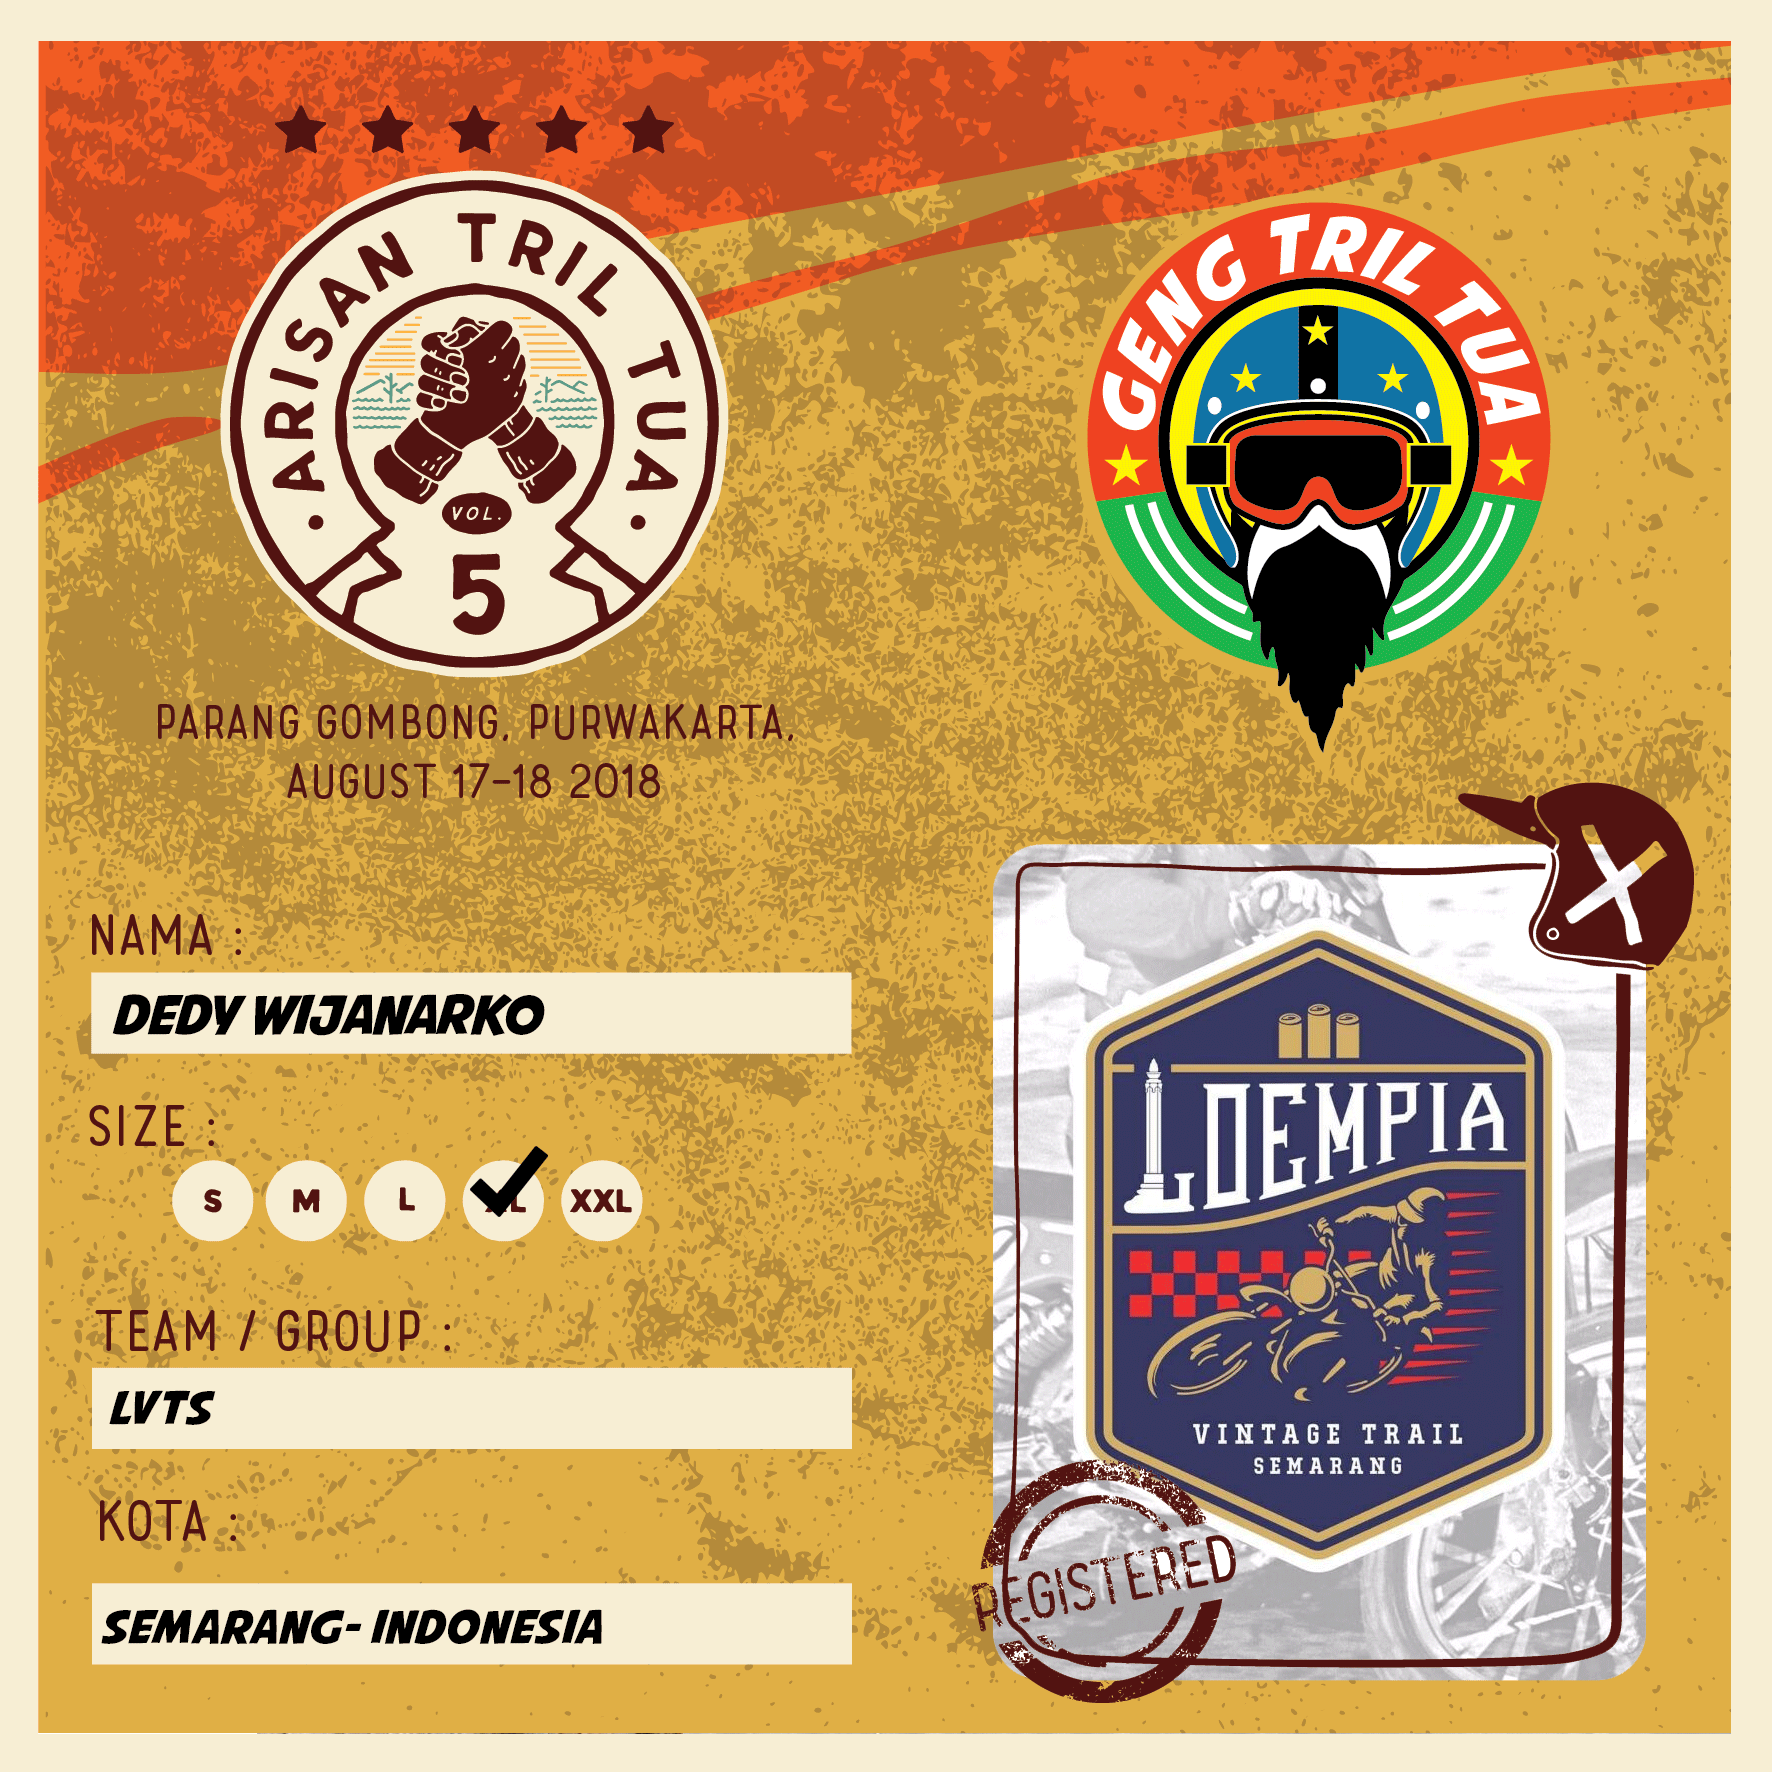 ARISAN TRIL TUA
VOL.
5
PARANG GOMBONG, PURWAKARTA,
AUGUST 17-18 2018
GENG TRIL TUA
NAMA :
DEDY WIJANARKO
SIZE :
S M L XL XXL
TEAM / GROUP :
LVTS
KOTA :
SEMARANG- INDONESIA
LOEMPIA
VINTAGE TRAIL
SEMARANG
REGISTERED